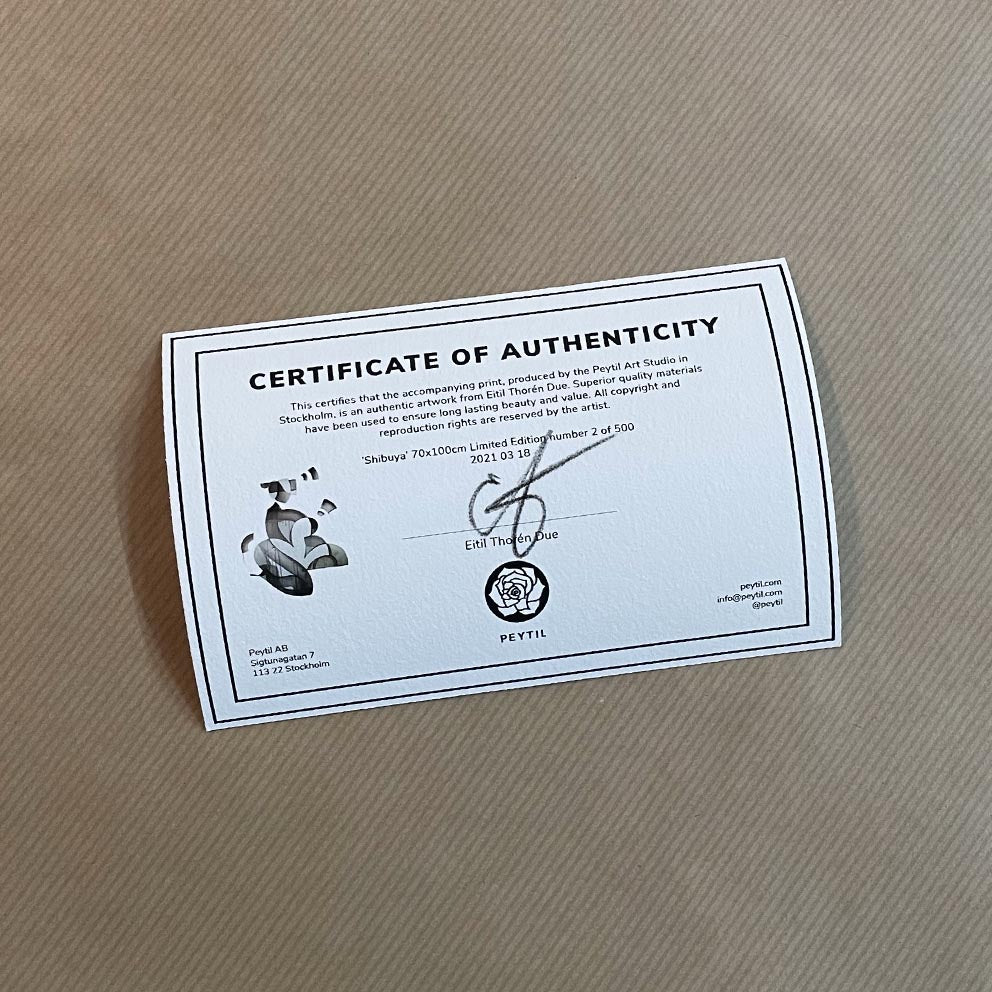 CERTIFICATE OF AUTHENTICITY
This certifies that the accompanying print, produced by the Peytil Art Studio in
Stockholm, is an authentic artwork from Eitil Thorén Due. Superior quality materials
have been used to ensure long lasting beauty and value. All copyright and
reproduction rights are reserved by the artist.
'Shibuya' 70x100cm Limited Edition number 2 of 500
2021 03 18
Eitil Thorén Due
PEYTIL
Peytil AB
Sigtunagatan 7
113 22 Stockholm
peytil.com
info@peytil.com
@peytil